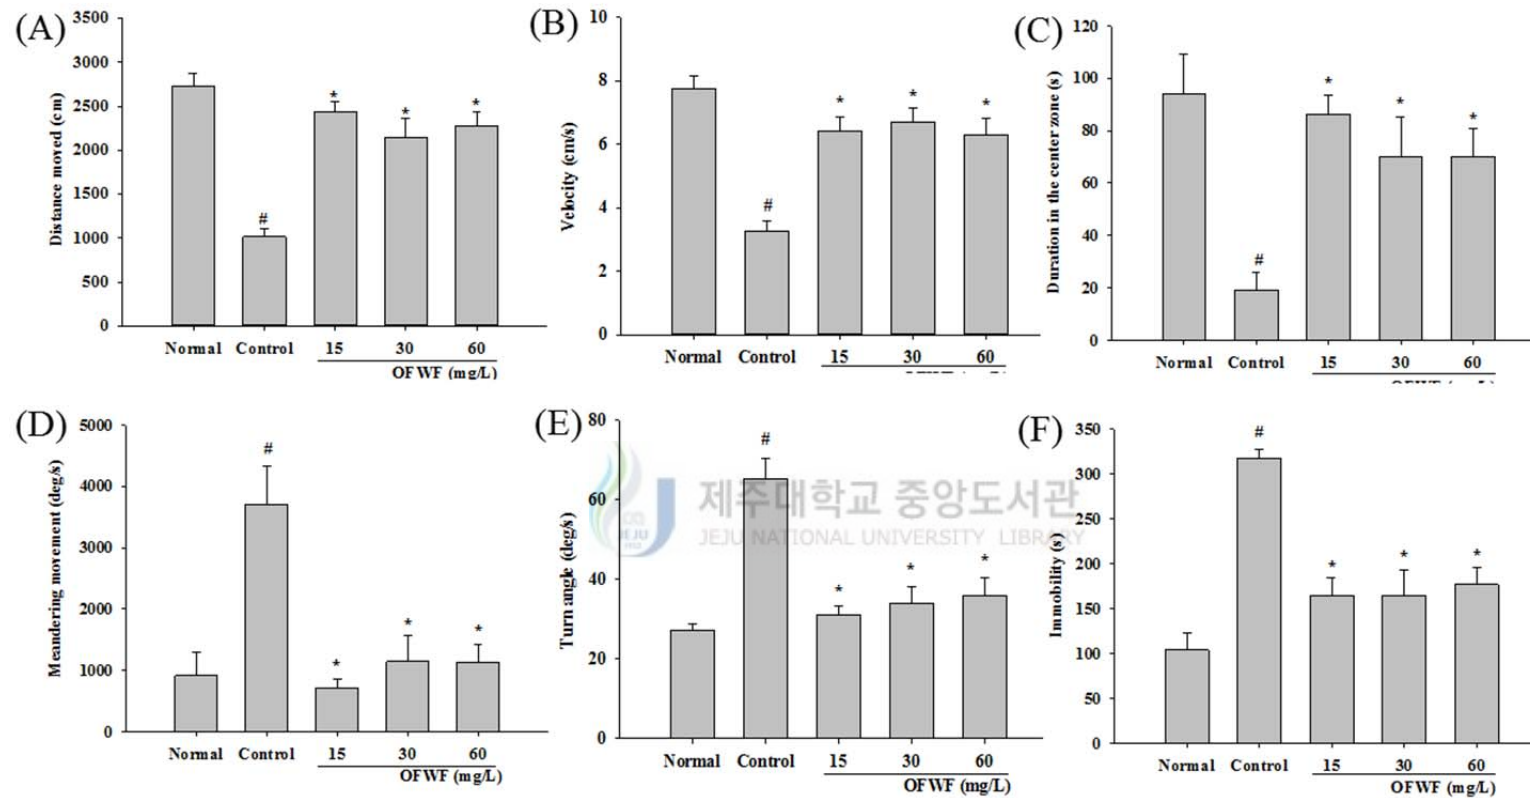 (A)
Distance moved (cm)
3500
3000
2500
2000
1500
1000
500
0
#
*
*
*
Normal Control 15 30 60
OFWF (mg/L)
(B)
Velocity (cm/s)
10
8
6
4
2
0
#
*
*
*
Normal Control 15 30 60
(C)
Duration in the center zone (s)
120
100
80
60
40
20
0
#
*
*
*
Normal Control 15 30 60
(D)
Meandering movement (deg/s)
5000
4000
3000
2000
1000
0
#
*
*
*
Normal Control 15 30 60
OFWF (mg/L)
(E)
Turn angle (deg/s)
80
60
40
20
0
#
*
*
*
Normal Control 15 30 60
OFWF (mg/L)
(F)
Immobility (s)
350
300
250
200
150
100
50
0
#
*
*
*
Normal Control 15 30 60
OFWF (mg/L)
JEJU
1952
제주대학교 중앙도서관
JEJU NATIONAL UNIVERSITY LIBRARY